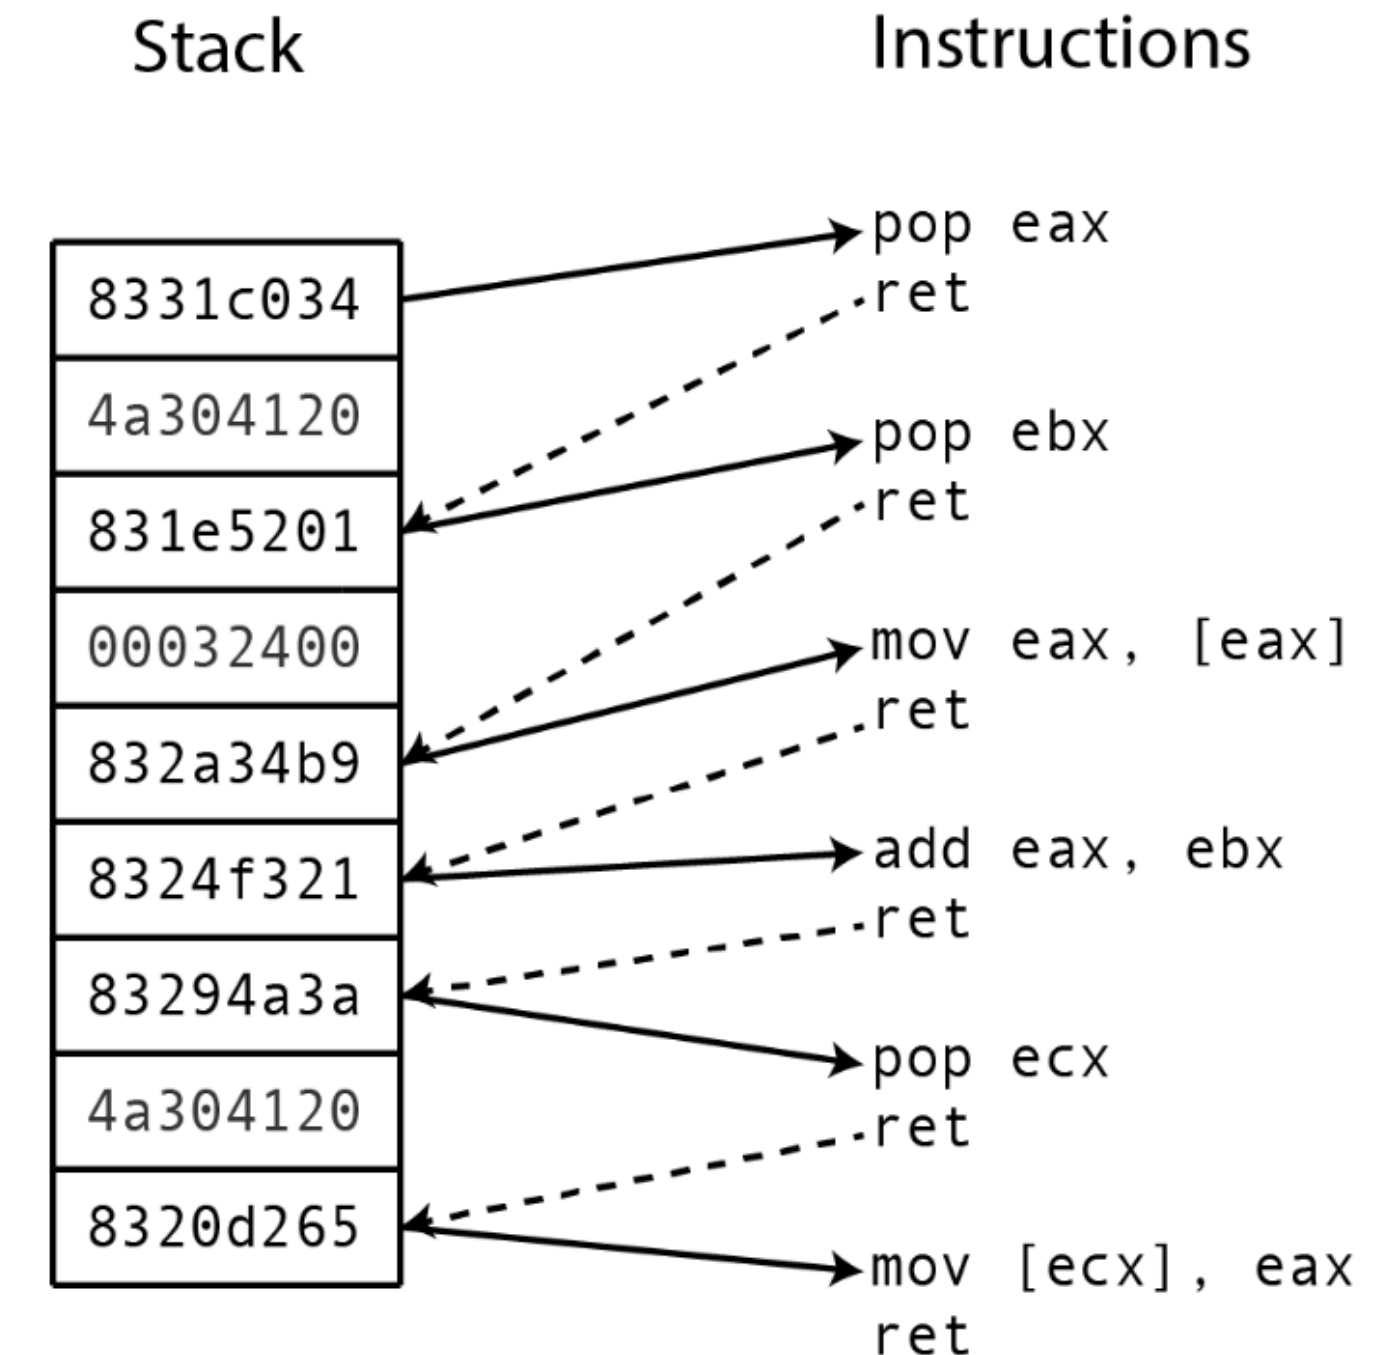 Stack
Instructions
8331c034
4a304120
831e5201
00032400
832a34b9
8324f321
83294a3a
4a304120
8320d265
pop eax
ret
pop ebx
ret
mov eax, [eax]
ret
add eax, ebx
ret
pop ecx
ret
mov [ecx], eax
ret